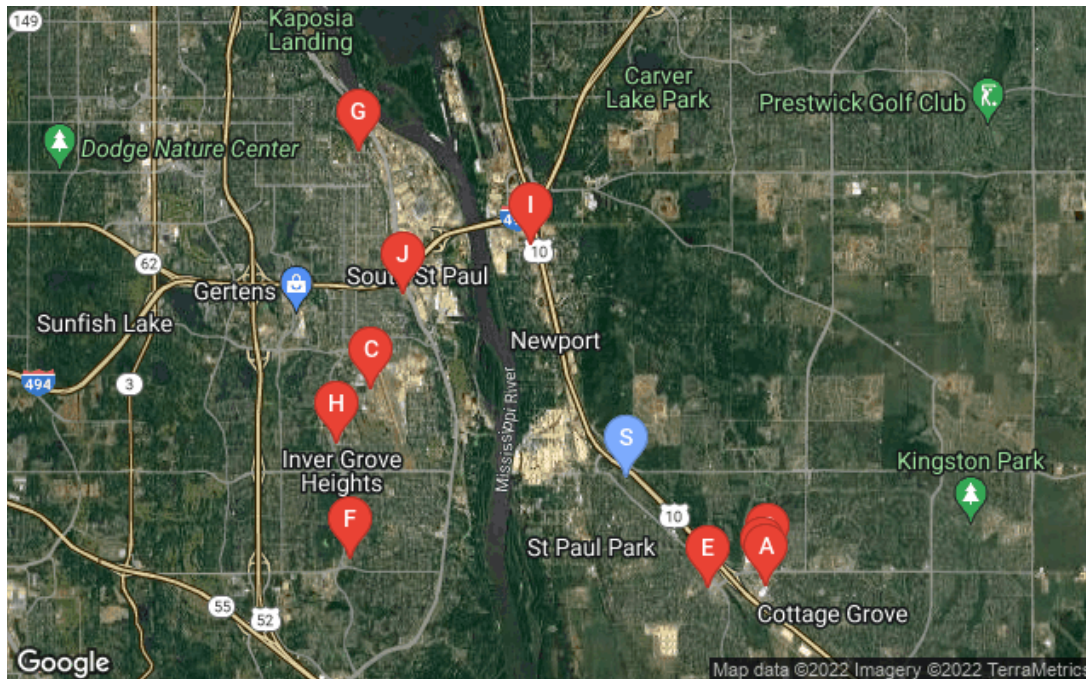 149
Kaposia
Landing
Carver
Lake Park
Prestwick Golf Club
G
Dodge Nature Center
I
62
J
10
South St Paul
Gertens
Sunfish Lake
Newport
C
494
3
H
Mississippi River
S
Inver Grove
Heights
Kingston Park
F
10
St Paul Park
E
A
55
52
Cottage Grove
Google
Map data ©2022 Imagery ©2022 TerraMetrics